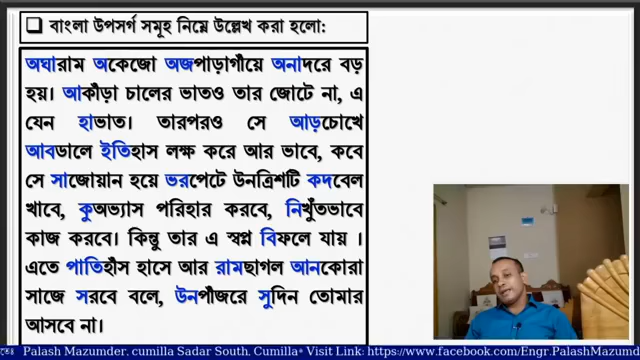 ❑ বাংলা উপসর্গ সমূহ নিম্নে উল্লেখ করা হলো:
অঘারাম অকেজো অজপাড়াগাঁয়ে অনাদরে বড়
হয়। আকাঁড়া চালের ভাতও তার জোটে না, এ
যেন হাভাত। তারপরও সে আড়চোখে
আবডালে ইতিহাস লক্ষ করে আর ভাবে, কবে
সে সাজোয়ান হয়ে ভরপেটে উনত্রিশটি কদবেল
খাবে, কুঅভ্যাস পরিহার করবে, নিখুঁতভাবে
কাজ করবে। কিন্তু তার এ স্বপ্ন বিফলে যায় ।
এতে পাতিহাঁস হাসে আর রামছাগল আনকোরা
সাজে সরবে বলে, উনপাঁজরে সুদিন তোমার
আসবে না।
Palash Mazumder, cumilla Sadar South, Cumilla* Visit Link: https://www.facebook.com/Engr.PalashMazumd